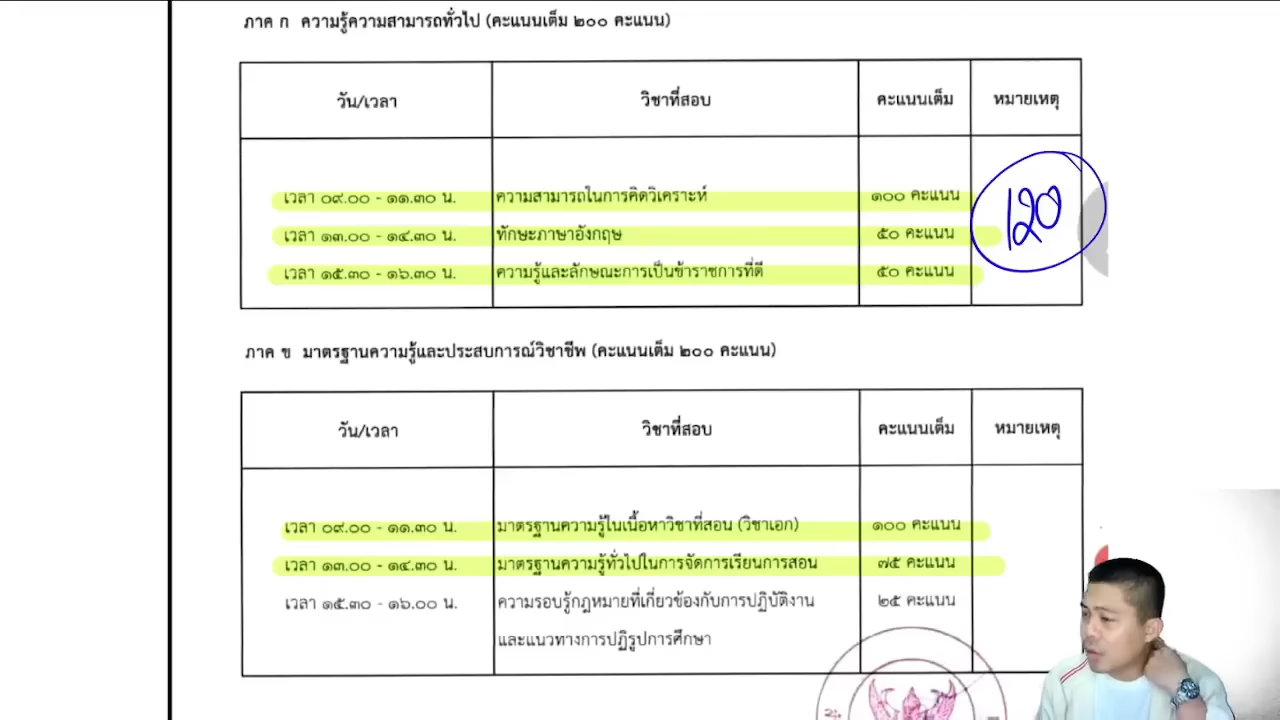 ภาค ก ความรู้ความสามารถทั่วไป (คะแนนเต็ม ๒๐๐ คะแนน)
วัน/เวลา วิชาที่สอบ คะแนนเต็ม หมายเหตุ
เวลา ๐๙.๐๐ - ๑๑.๓๐ น. ความสามารถในการคิดวิเคราะห์ ๑๐๐ คะแนน
120
เวลา ๑๓.๐๐ - ๑๔.๓๐ น. ทักษะภาษาอังกฤษ ๕๐ คะแนน
เวลา ๑๕.๓๐ - ๑๖.๓๐ น. ความรู้และลักษณะการเป็นข้าราชการที่ดี ๕๐ คะแนน
ภาค ข มาตรฐานความรู้และประสบการณ์วิชาชีพ (คะแนนเต็ม ๒๐๐ คะแนน)
วัน/เวลา วิชาที่สอบ คะแนนเต็ม หมายเหตุ
เวลา ๐๙.๐๐ - ๑๑.๓๐ น. มาตรฐานความรู้ในเนื้อหาวิชาที่สอน (วิชาเอก) ๑๐๐ คะแนน
เวลา ๑๓.๐๐ - ๑๔.๓๐ น. มาตรฐานความรู้ทั่วไปในการจัดการเรียนการสอน ๗๕ คะแนน
เวลา ๑๕.๓๐ - ๑๖.๐๐ น. ความรอบรู้กฎหมายที่เกี่ยวข้องกับการปฏิบัติงาน ๒๕ คะแนน
และแนวทางการปฏิรูปการศึกษา